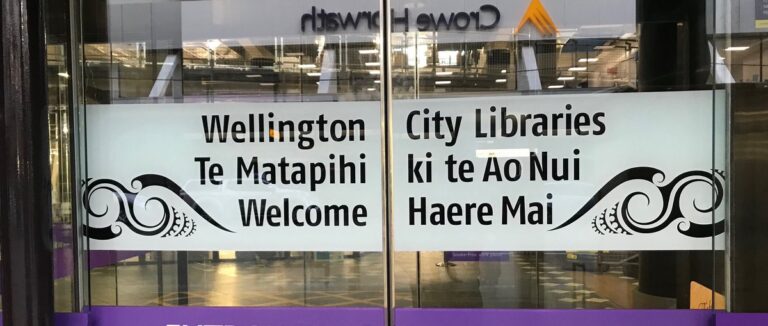 Crowe Horwath
Wellington City Libraries
Te Matapihi ki te Ao Nui
Welcome Haere Mai